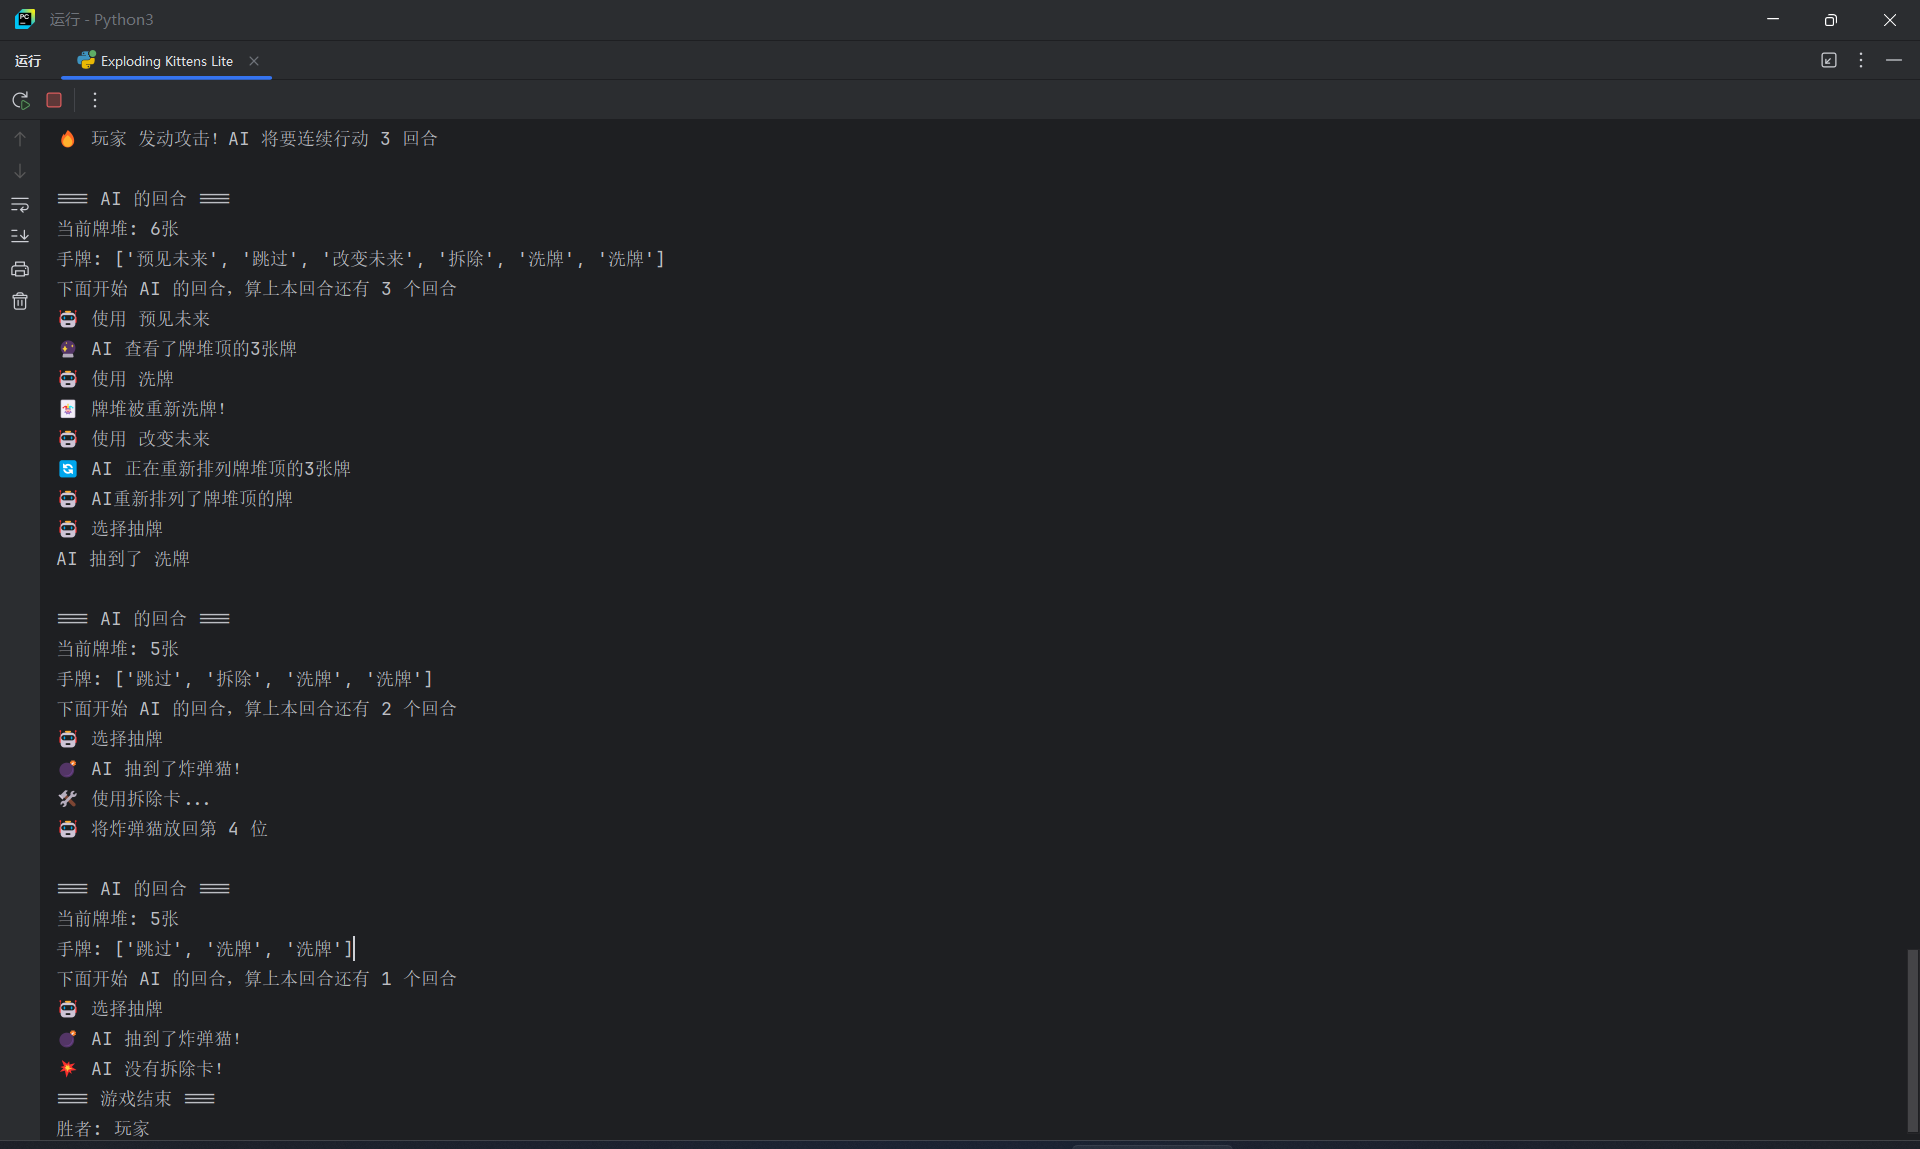 运行 - Python3
运行 Exploding Kittens Lite
🔥 玩家 发动攻击! AI 将要连续行动 3 回合
=== AI 的回合 ===
当前牌堆: 6张
手牌: ['预见未来', '跳过', '改变未来', '拆除', '洗牌', '洗牌']
下面开始 AI 的回合，算上本回合还有 3 个回合
🤖 使用 预见未来
🔮 AI 查看了牌堆顶的3张牌
🤖 使用 洗牌
🃏 牌堆被重新洗牌!
🤖 使用 改变未来
🔄 AI 正在重新排列牌堆顶的3张牌
🤖 AI重新排列了牌堆顶的牌
🤖 选择抽牌
AI 抽到了 洗牌
=== AI 的回合 ===
当前牌堆: 5张
手牌: ['跳过', '拆除', '洗牌', '洗牌']
下面开始 AI 的回合，算上本回合还有 2 个回合
🤖 选择抽牌
💣 AI 抽到了炸弹猫!
🛠 使用拆除卡...
🤖 将炸弹猫放回第 4 位
=== AI 的回合 ===
当前牌堆: 5张
手牌: ['跳过', '洗牌', '洗牌']
下面开始 AI 的回合，算上本回合还有 1 个回合
🤖 选择抽牌
💣 AI 抽到了炸弹猫!
💥 AI 没有拆除卡!
=== 游戏结束 ===
胜者: 玩家